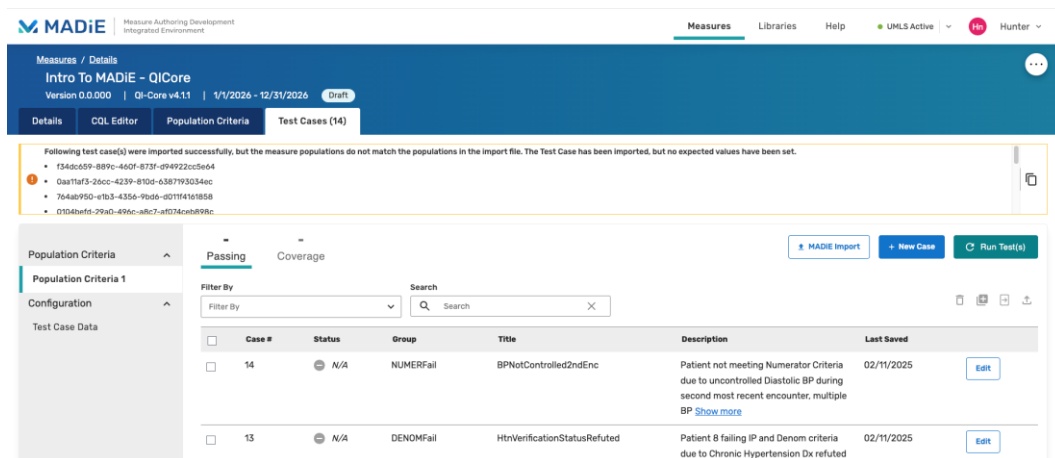 MADiE Measure Authoring Development Integrated Environment
Measures Libraries Help UMLS Active Hn Hunter
Measures / Details
Intro To MADiE - QICore
Version 0.0.000 | QI-Core v4.1.1 | 1/1/2026 - 12/31/2026 Draft
Details CQL Editor Population Criteria Test Cases (14)
Following test case(s) were imported successfully, but the measure populations do not match the populations in the import file. The Test Case has been imported, but no expected values have been set.
• f34dc659-889c-460f-873f-d94922cc5e64
• 0aa11af3-26cc-4239-810d-6387193034ec
• 764ab950-e1b3-4356-9bd6-d011f4161858
• 0104befd-29a0-496c-a8c7-af074ceb898c
Population Criteria
Population Criteria 1
Configuration
Test Case Data
- -
Passing Coverage
MADiE Import + New Case Run Test(s)
Filter By Search
Filter By Search
Case # Status Group Title Description Last Saved
14 N/A NUMERFail BPNotControlled2ndEnc Patient not meeting Numerator Criteria 02/11/2025 Edit
due to uncontrolled Diastolic BP during
second most recent encounter, multiple
BP Show more
13 N/A DENOMFail HtnVerificationStatusRefuted Patient 8 failing IP and Denom criteria 02/11/2025 Edit
due to Chronic Hypertension Dx refuted